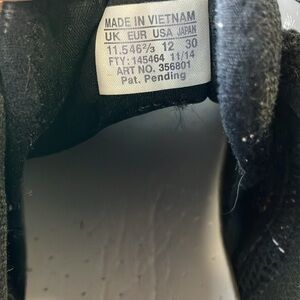 MADE IN VIETNAM
UK EUR USA JAPAN
11.5 46⅔ 12 30
FTY: 145464 11/14
ART NO. 356801
Pat. Pending